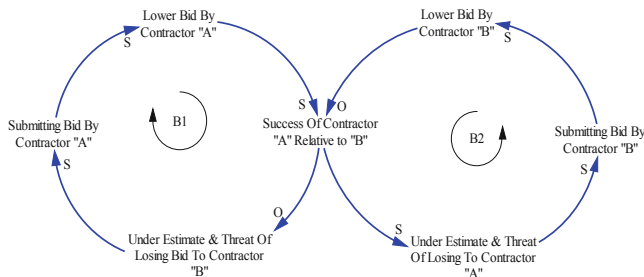 Lower Bid By
Contractor "A"
Lower Bid By
Contractor "B"
S
S
B1
S
O
Success Of Contractor
"A" Relative to "B"
B2
Submitting Bid By
Contractor "A"
S
Submitting Bid By
Contractor "B"
S
O
S
Under Estimate & Threat Of
Losing Bid To Contractor
"B"
Under Estimate & Threat
Of Losing To Contractor
"A"